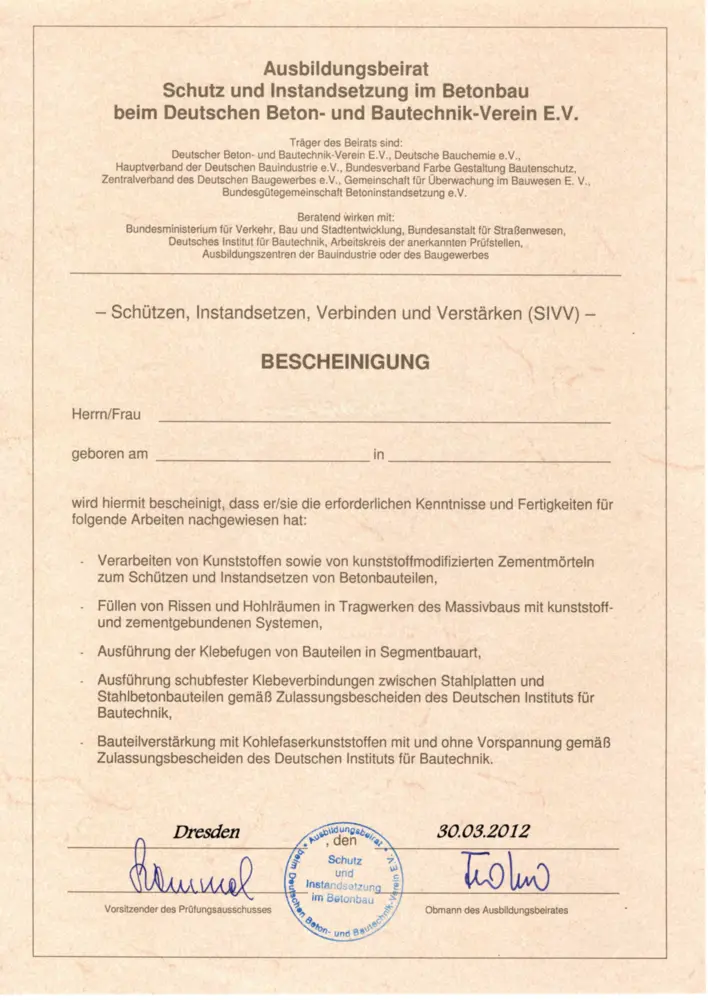 Ausbildungsbeirat
Schutz und Instandsetzung im Betonbau
beim Deutschen Beton- und Bautechnik-Verein E.V.
Träger des Beirats sind:
Deutscher Beton- und Bautechnik-Verein E.V., Deutsche Bauchemie e.V.,
Hauptverband der Deutschen Bauindustrie e.V., Bundesverband Farbe Gestaltung Bautenschutz,
Zentralverband des Deutschen Baugewerbes e.V., Gemeinschaft für Überwachung im Bauwesen E. V.,
Bundesgütegemeinschaft Betoninstandsetzung e.V.
Beratend wirken mit:
Bundesministerium für Verkehr, Bau und Stadtentwicklung, Bundesanstalt für Straßenwesen,
Deutsches Institut für Bautechnik, Arbeitskreis der anerkannten Prüfstellen,
Ausbildungszentren der Bauindustrie oder des Baugewerbes
– Schützen, Instandsetzen, Verbinden und Verstärken (SIVV) –
BESCHEINIGUNG
Herrn/Frau
geboren am in
wird hiermit bescheinigt, dass er/sie die erforderlichen Kenntnisse und Fertigkeiten für
folgende Arbeiten nachgewiesen hat:
- Verarbeiten von Kunststoffen sowie von kunststoffmodifizierten Zementmörteln
zum Schützen und Instandsetzen von Betonbauteilen,
- Füllen von Rissen und Hohlräumen in Tragwerken des Massivbaus mit kunststoff-
und zementgebundenen Systemen,
- Ausführung der Klebefugen von Bauteilen in Segmentbauart,
- Ausführung schubfester Klebeverbindungen zwischen Stahlplatten und
Stahlbetonbauteilen gemäß Zulassungsbescheiden des Deutschen Instituts für
Bautechnik,
- Bauteilverstärkung mit Kohlefaserkunststoffen mit und ohne Vorspannung gemäß
Zulassungsbescheiden des Deutschen Instituts für Bautechnik.
Dresden , den 30.03.2012
Ausbildungsbeirat
beim Deutschen Beton- und Bautechnik-Verein E.V.
Schutz
und
Instandsetzung
im Betonbau
Vorsitzender des Prüfungsausschusses Obmann des Ausbildungsbeirates